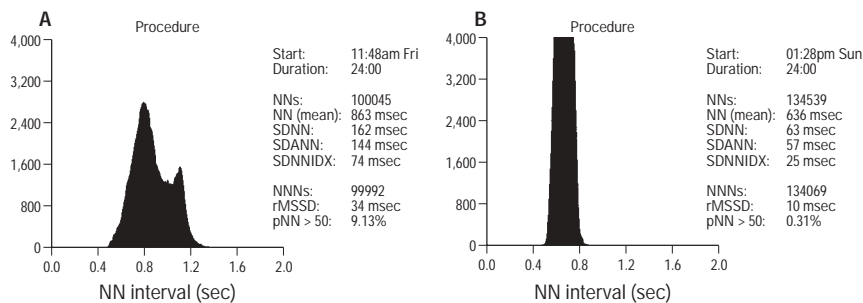 A
Procedure
4,000
3,200
2,400
1,600
800
0
0.0 0.4 0.8 1.2 1.6 2.0
NN interval (sec)
Start: 11:48am Fri
Duration: 24:00
NNs: 100045
NN (mean): 863 msec
SDNN: 162 msec
SDANN: 144 msec
SDNNIDX: 74 msec
NNNs: 99992
rMSSD: 34 msec
pNN > 50: 9.13%
B
Procedure
4,000
3,200
2,400
1,600
800
0
0.0 0.4 0.8 1.2 1.6 2.0
NN interval (sec)
Start: 01:28pm Sun
Duration: 24:00
NNs: 134539
NN (mean): 636 msec
SDNN: 63 msec
SDANN: 57 msec
SDNNIDX: 25 msec
NNNs: 134069
rMSSD: 10 msec
pNN > 50: 0.31%